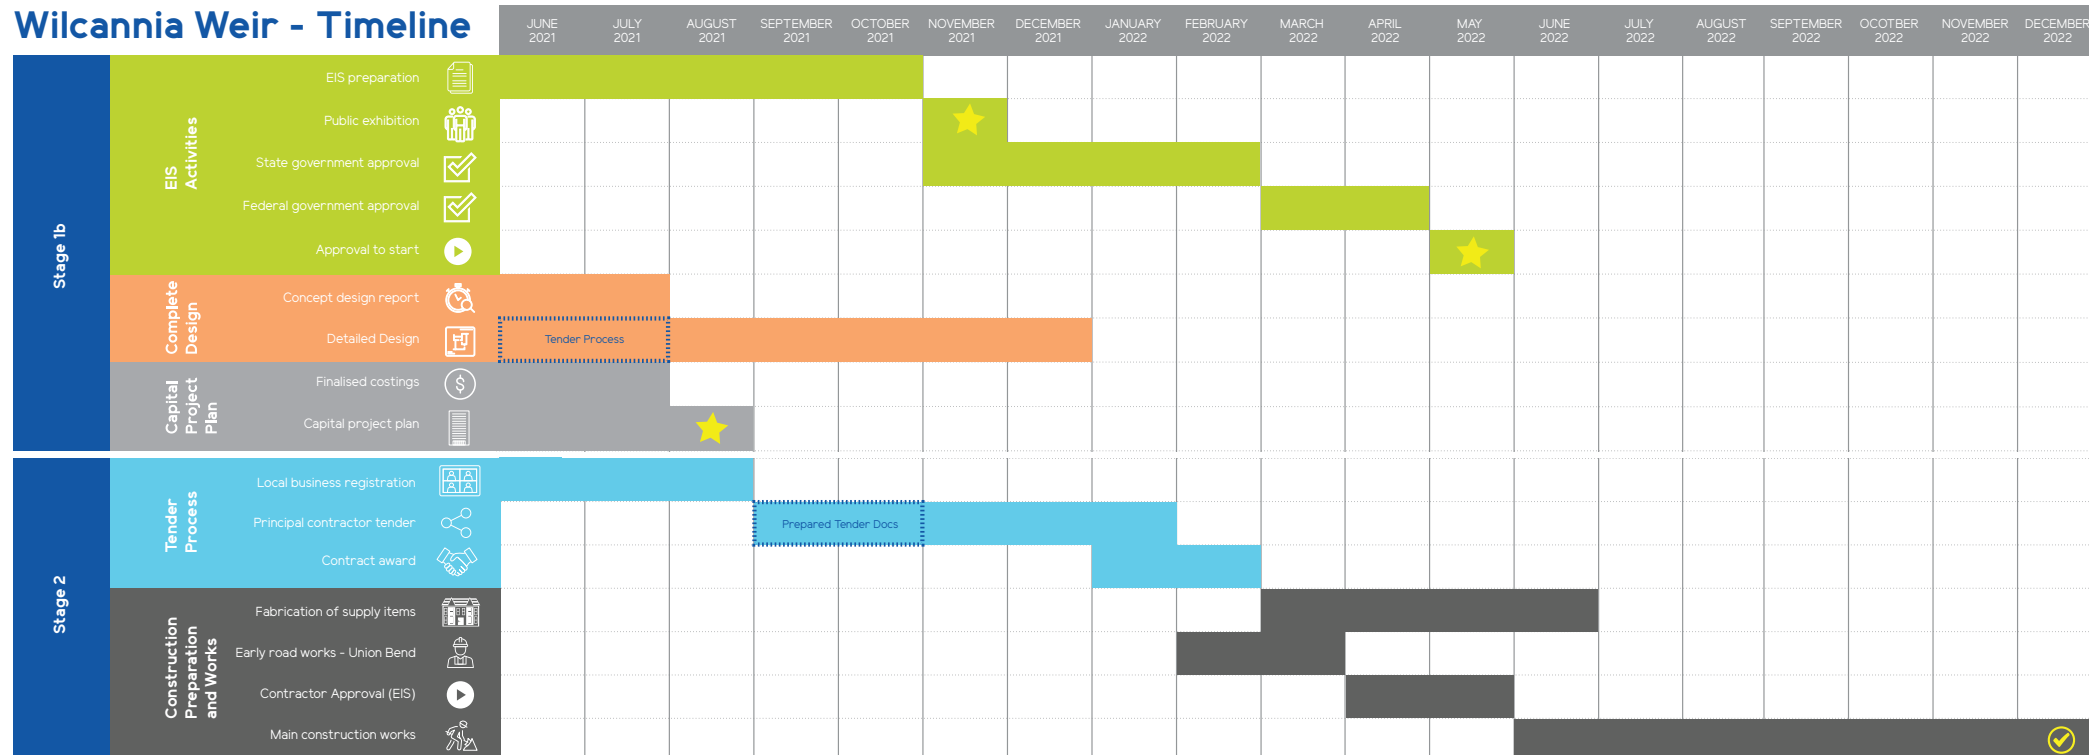 Wilcannia Weir - Timeline
JUNE 2021
JULY 2021
AUGUST 2021
SEPTEMBER 2021
OCTOBER 2021
NOVEMBER 2021
DECEMBER 2021
JANUARY 2022
FEBRUARY 2022
MARCH 2022
APRIL 2022
MAY 2022
JUNE 2022
JULY 2022
AUGUST 2022
SEPTEMBER 2022
OCOTBER 2022
NOVEMBER 2022
DECEMBER 2022
Stage 1b
EIS
Activities
EIS preparation
Public exhibition
State government approval
Federal government approval
Approval to start
Complete
Design
Concept design report
Detailed Design
Tender Process
Capital
Project
Plan
Finalised costings
$
Capital project plan
Stage 2
Tender
Process
Local business registration
Principal contractor tender
Prepared Tender Docs
Contract award
Construction
Preparation
and Works
Fabrication of supply items
Early road works - Union Bend
Contractor Approval (EIS)
Main construction works